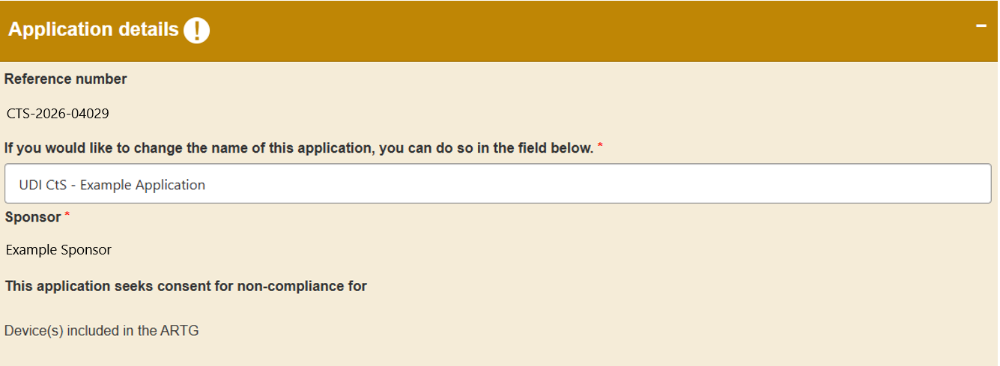 Application details !
Reference number
CTS-2026-04029
If you would like to change the name of this application, you can do so in the field below. *
UDI CtS - Example Application
Sponsor *
Example Sponsor
This application seeks consent for non-compliance for
Device(s) included in the ARTG